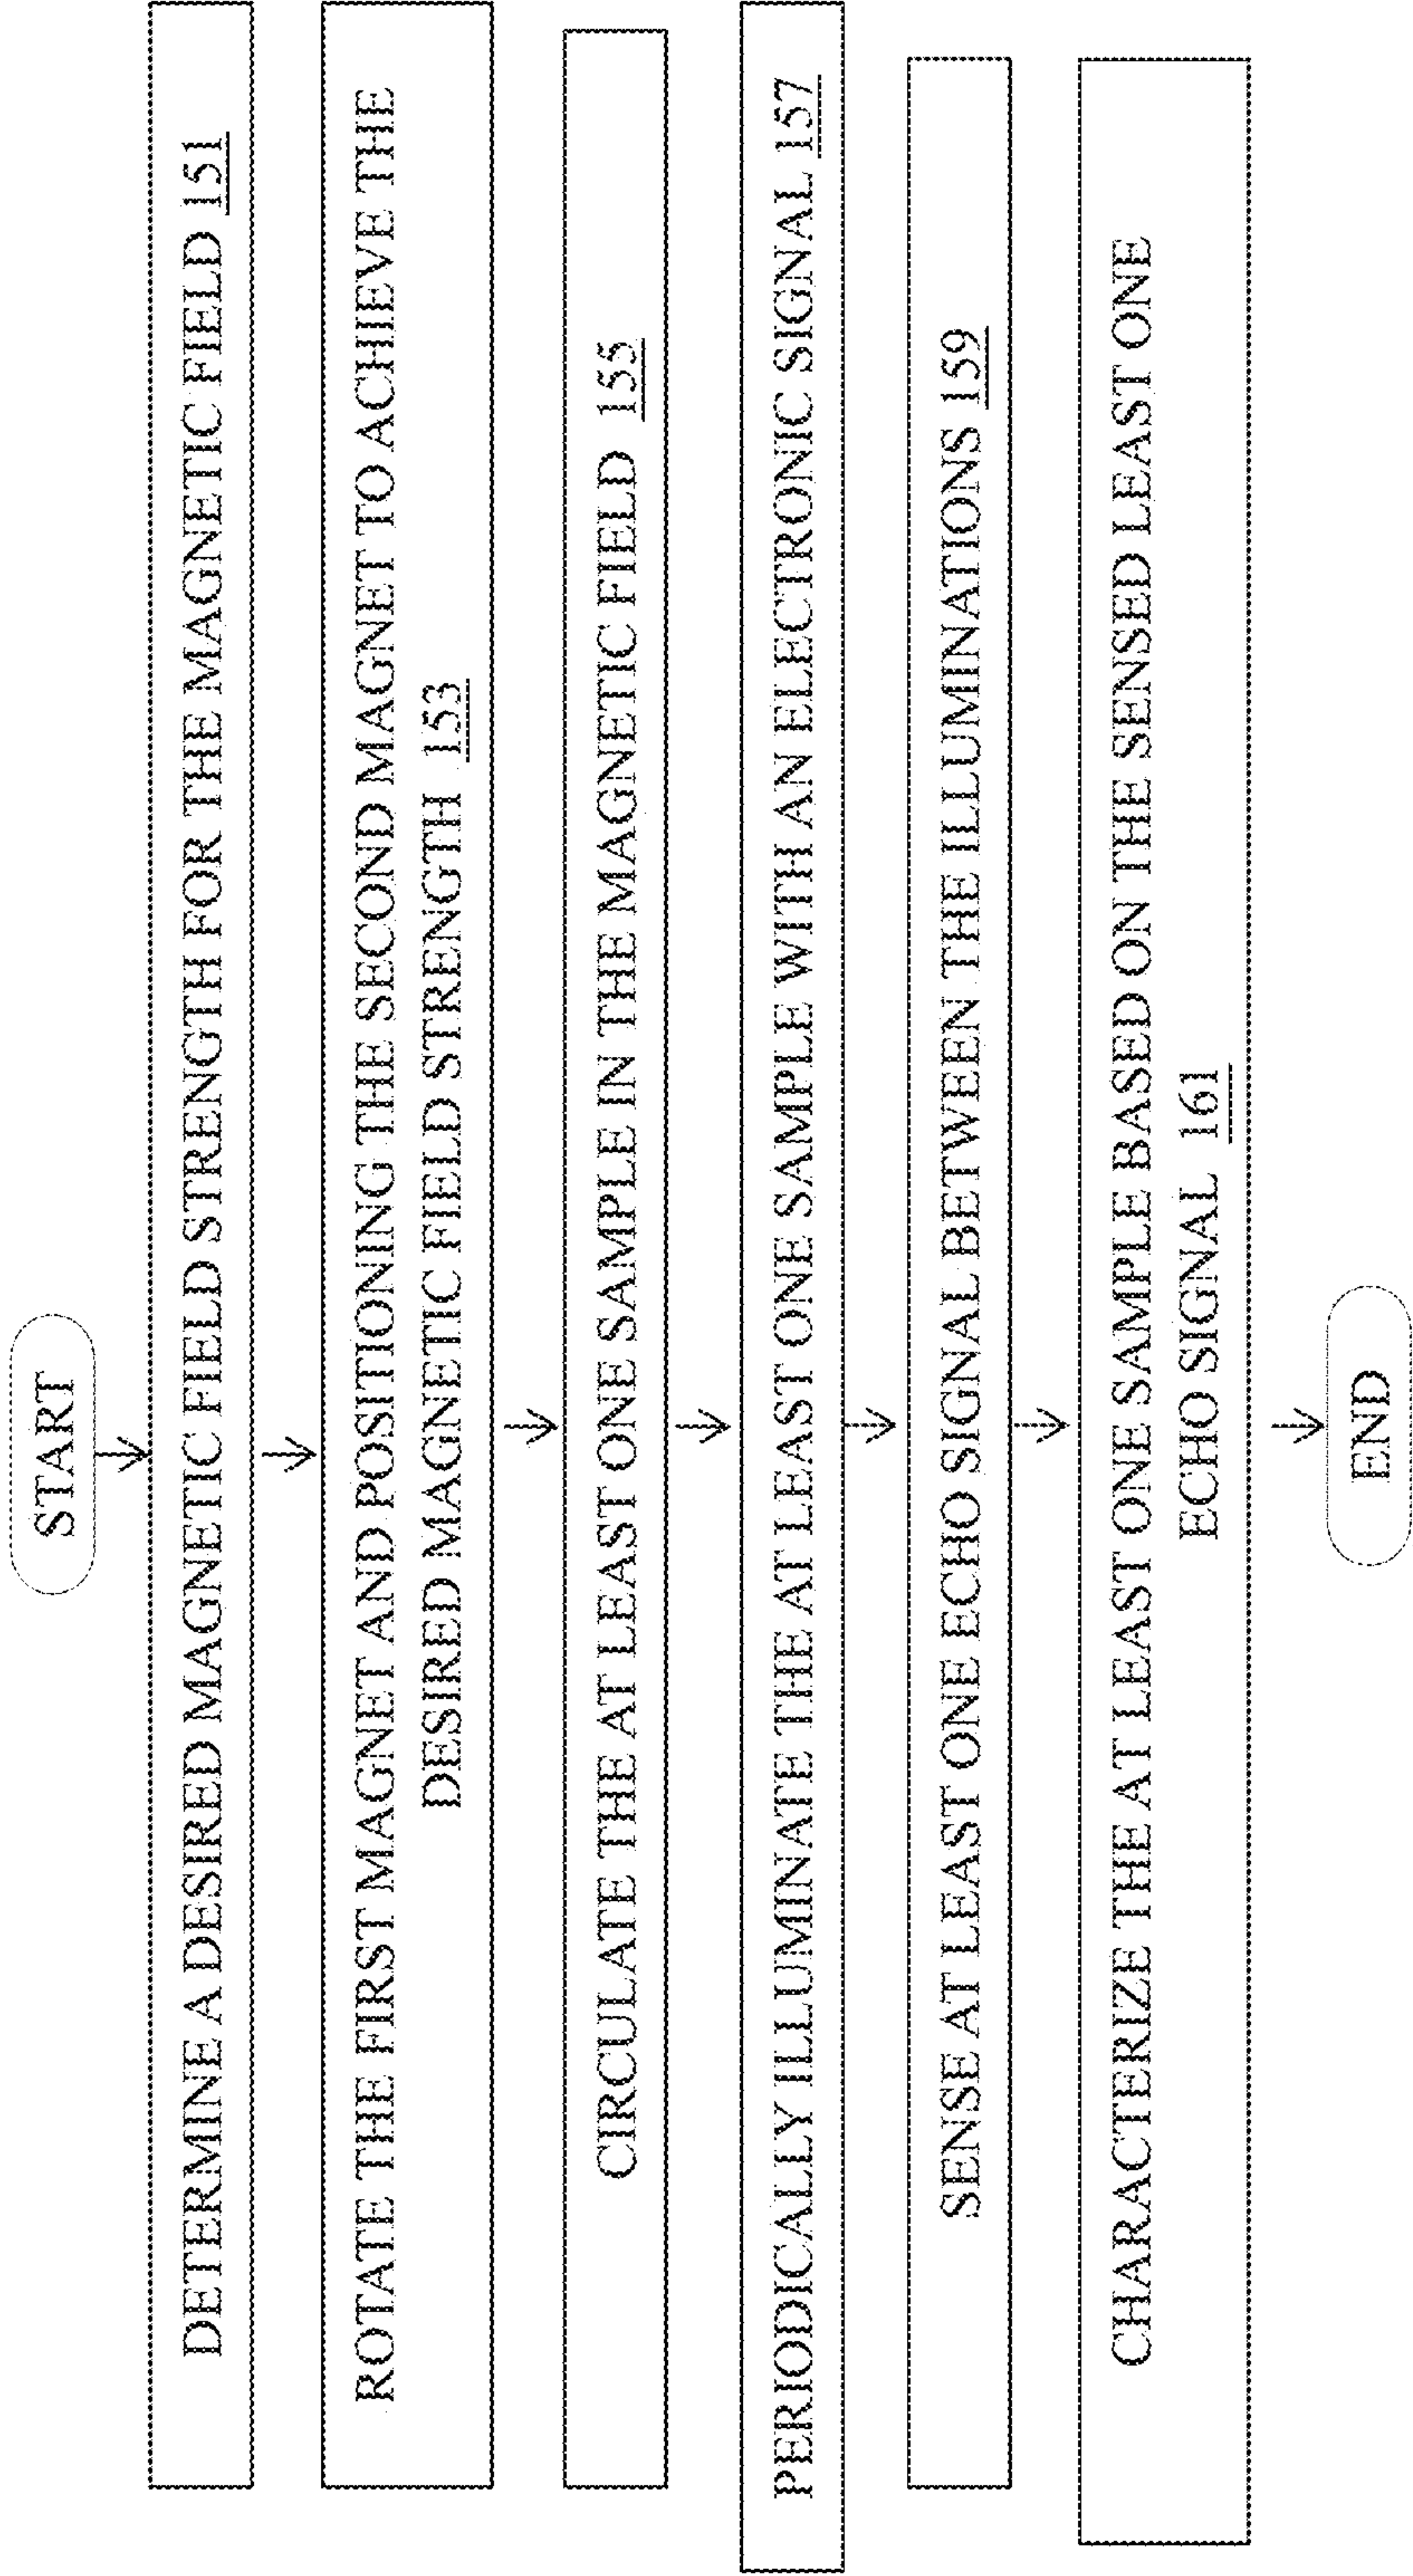 START
DETERMINE A DESIRED MAGNETIC FIELD STRENGTH FOR THE MAGNETIC FIELD 151
ROTATE THE FIRST MAGNET AND POSITIONING THE SECOND MAGNET TO ACHIEVE THE
DESIRED MAGNETIC FIELD STRENGTH 153
CIRCULATE THE AT LEAST ONE SAMPLE IN THE MAGNETIC FIELD 155
PERIODICALLY ILLUMINATE THE AT LEAST ONE SAMPLE WITH AN ELECTRONIC SIGNAL 157
SENSE AT LEAST ONE ECHO SIGNAL BETWEEN THE ILLUMINATIONS 159
CHARACTERIZE THE AT LEAST ONE SAMPLE BASED ON THE SENSED LEAST ONE
ECHO SIGNAL 161
END